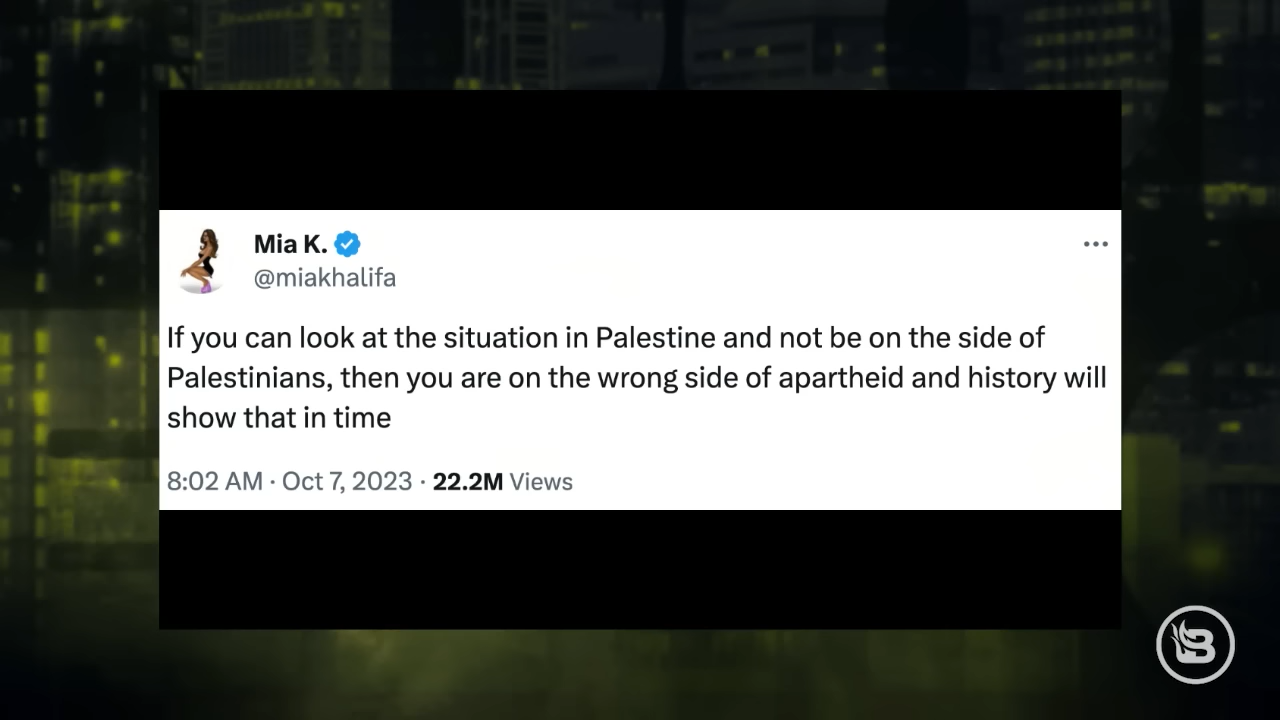 Mia K.
@miakhalifa
If you can look at the situation in Palestine and not be on the side of
Palestinians, then you are on the wrong side of apartheid and history will
show that in time
8:02 AM · Oct 7, 2023 · 22.2M Views
B